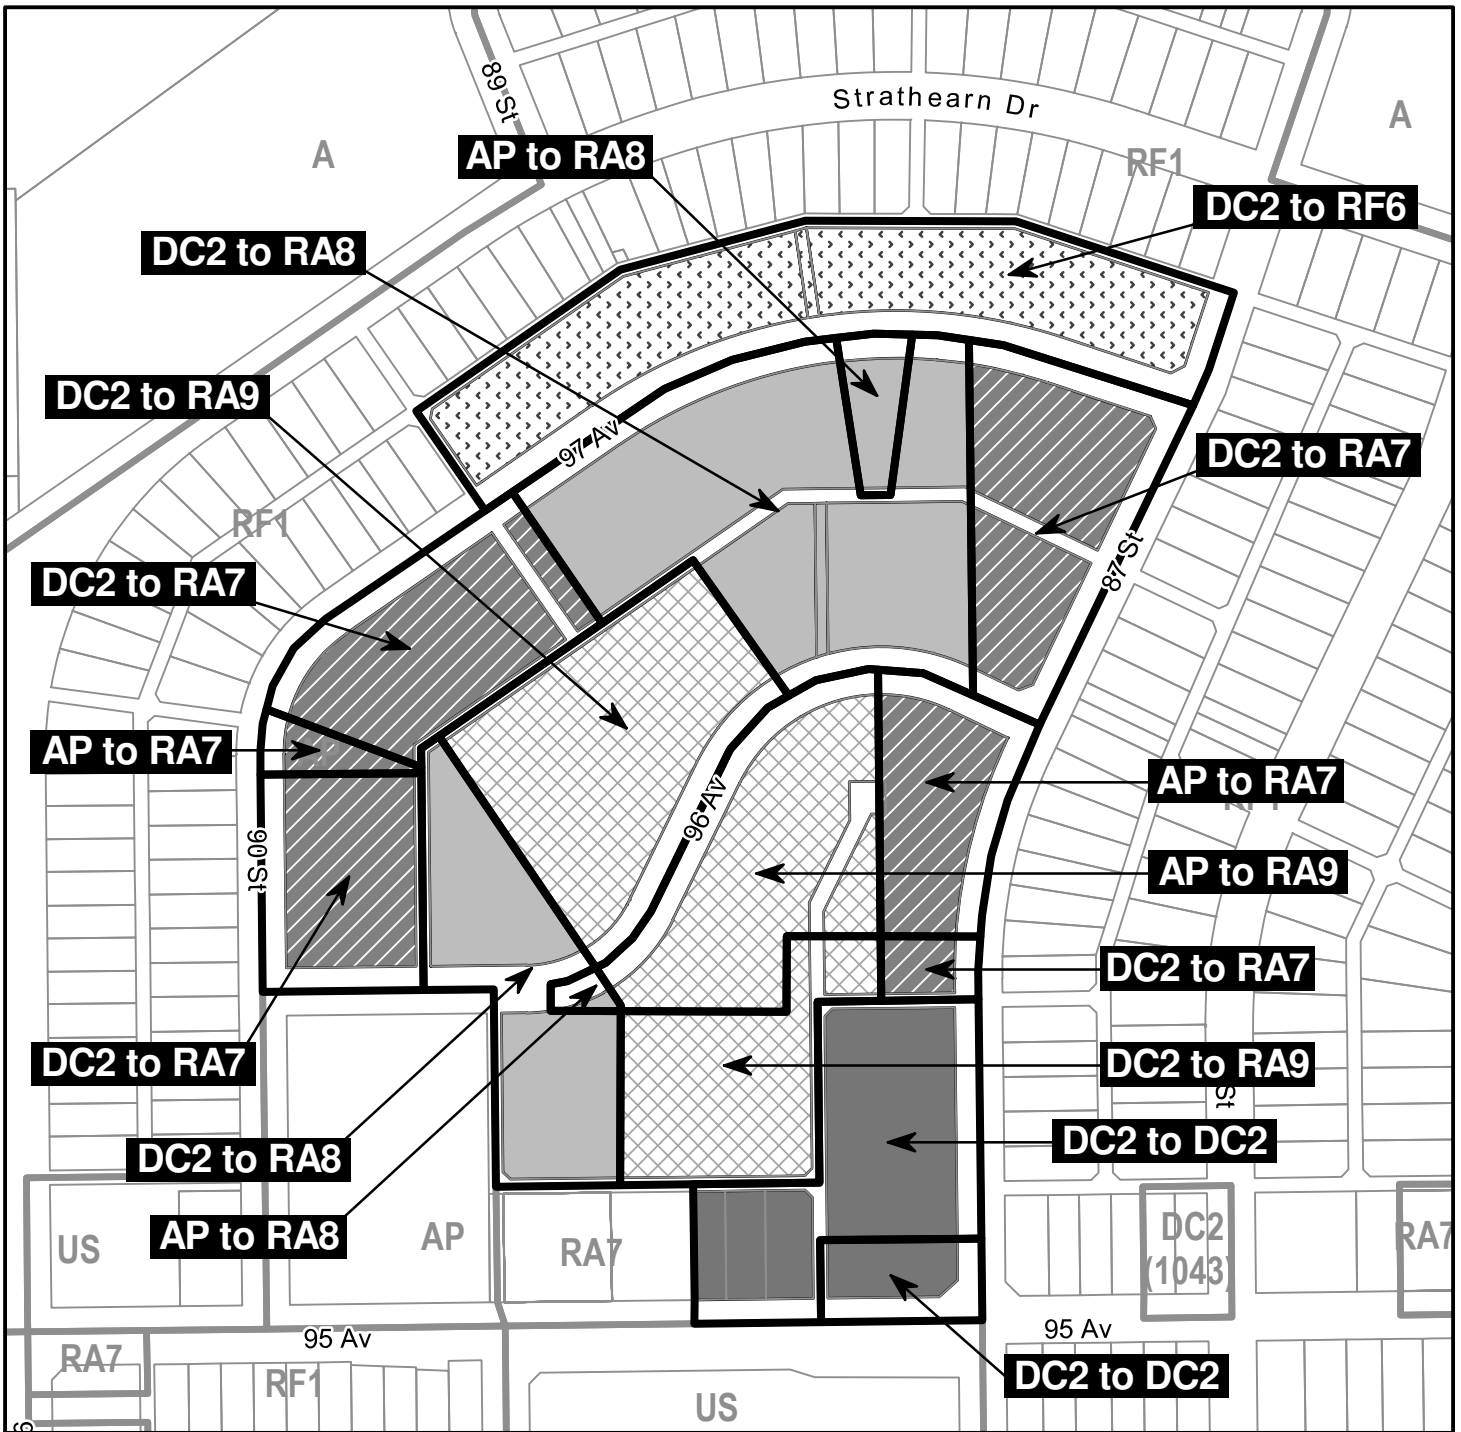 89 St
Strathearn Dr
A
A
AP to RA8
RF1
DC2 to RF6
DC2 to RA8
DC2 to RA9
97 Av
DC2 to RA7
RF1
87 St
DC2 to RA7
AP to RA7
AP to RA7
96 Av
90 St
AP to RA9
DC2 to RA7
DC2 to RA7
DC2 to RA9
St
DC2 to DC2
DC2 to RA8
AP to RA8
US
AP
RA7
DC2
(1043)
RA7
95 Av
95 Av
RA7
RF1
DC2 to DC2
US